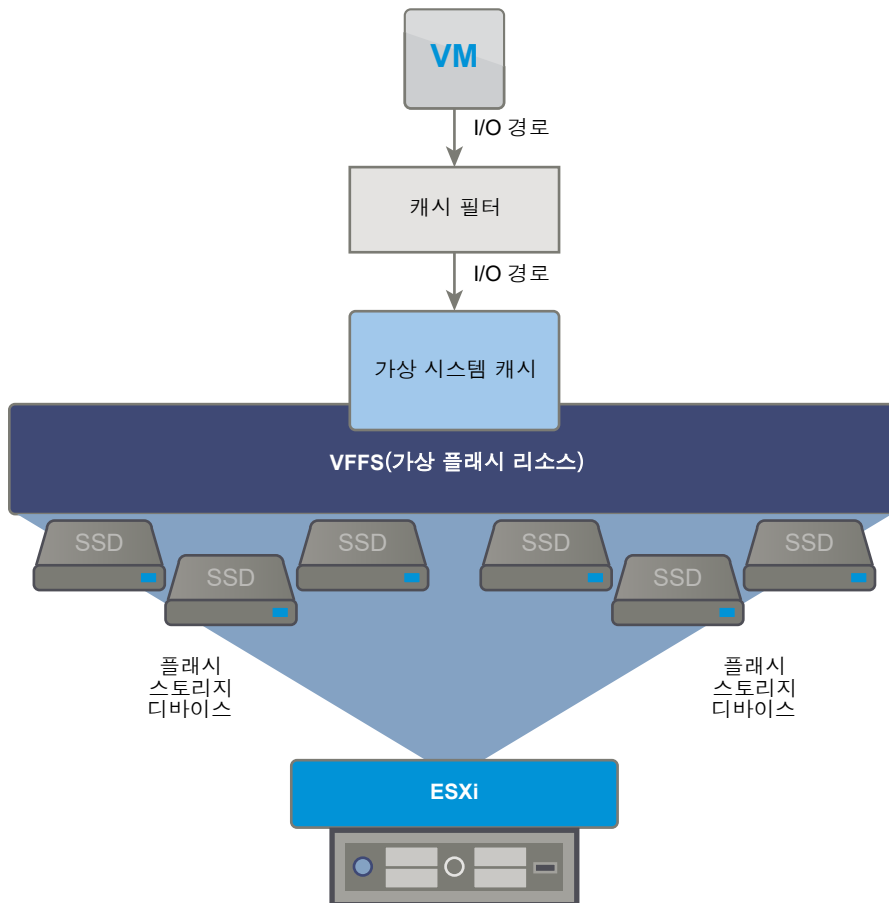 VM
I/O 경로
캐시 필터
I/O 경로
가상 시스템 캐시
VFFS(가상 플래시 리소스)
SSD
SSD
SSD
SSD
SSD
SSD
플래시
스토리지
디바이스
플래시
스토리지
디바이스
ESXi